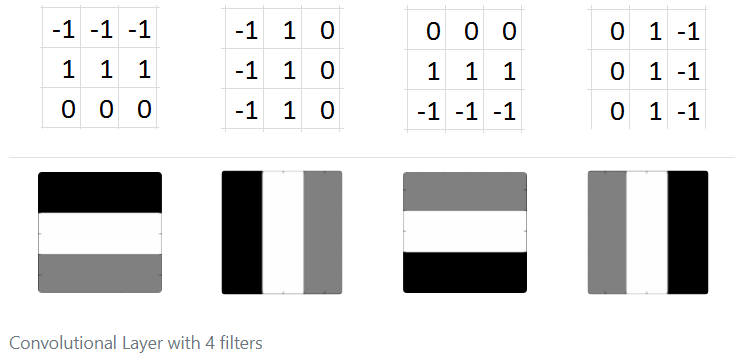 -1 -1 -1 -1 1 0 0 0 0 0 1 -1
1 1 1 -1 1 0 1 1 1 0 1 -1
0 0 0 -1 1 0 -1 -1 -1 0 1 -1
Convolutional Layer with 4 filters